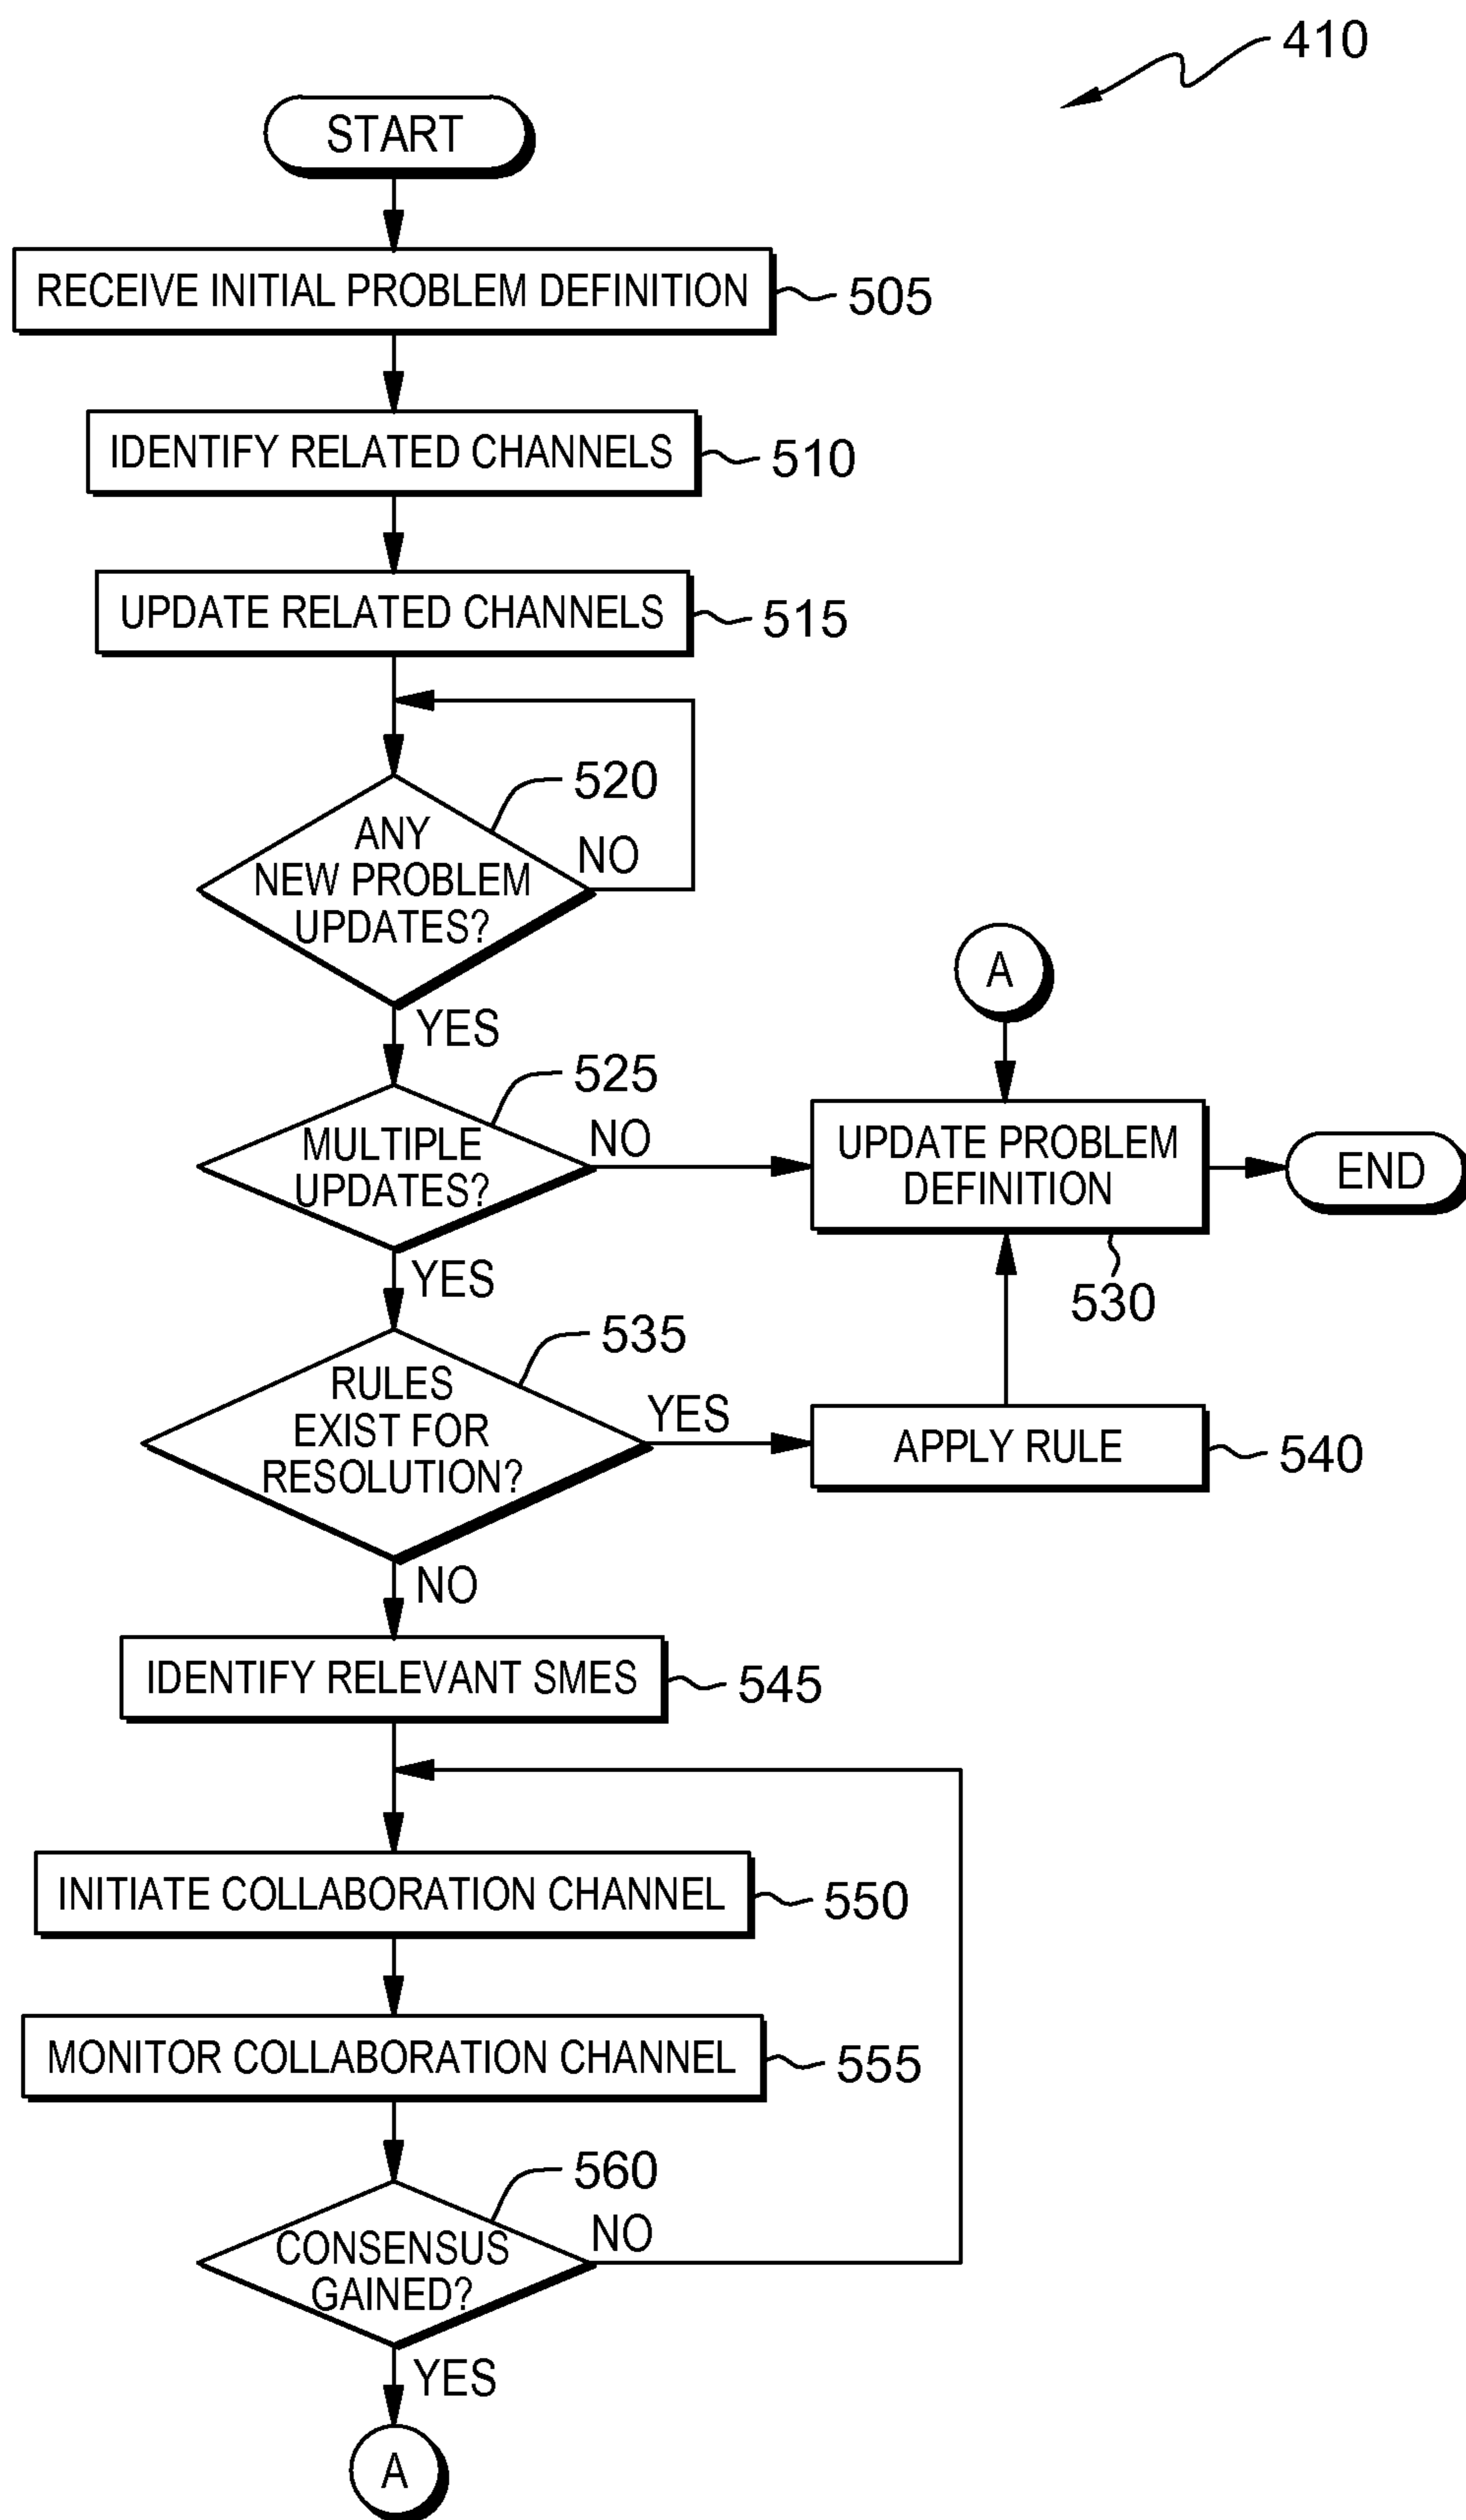 410
START
RECEIVE INITIAL PROBLEM DEFINITION
505
IDENTIFY RELATED CHANNELS
510
UPDATE RELATED CHANNELS
515
520
ANY
NEW PROBLEM
UPDATES?
NO
YES
A
525
MULTIPLE
UPDATES?
NO
UPDATE PROBLEM
DEFINITION
END
530
YES
535
RULES
EXIST FOR
RESOLUTION?
YES
APPLY RULE
540
NO
IDENTIFY RELEVANT SMES
545
INITIATE COLLABORATION CHANNEL
550
MONITOR COLLABORATION CHANNEL
555
560
CONSENSUS
GAINED?
NO
YES
A